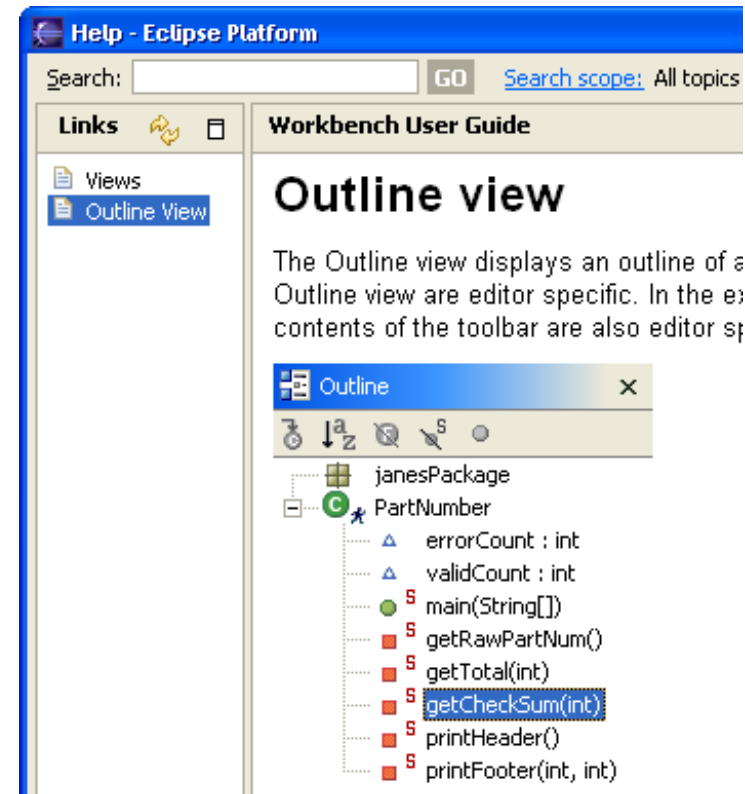 Help - Eclipse Platform
Search: GO Search scope: All topics
Links
Workbench User Guide
Views
Outline View
Outline view
The Outline view displays an outline of a
Outline view are editor specific. In the ex
contents of the toolbar are also editor sp
Outline
janesPackage
PartNumber
errorCount : int
validCount : int
S main(String[])
S getRawPartNum()
S getTotal(int)
S getCheckSum(int)
S printHeader()
S printFooter(int, int)